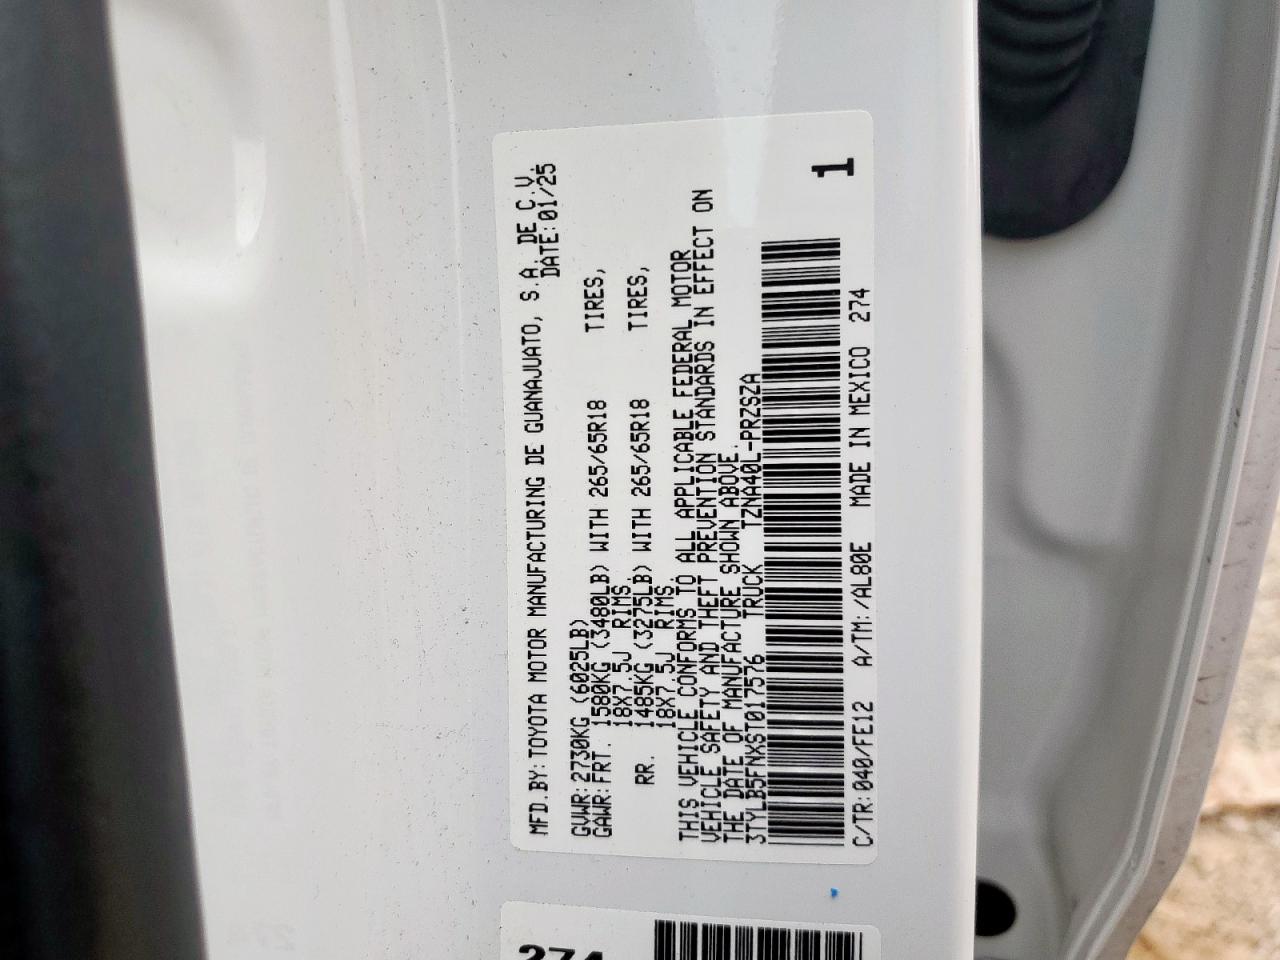 MFD.BY:TOYOTA MOTOR MANUFACTURING DE GUANAJUATO, S.A. DE C.V.
DATE:01/25
GVWR:2730KG (6025LB)
GAWR:FRT. 1580KG (3480LB) WITH 265/65R18 TIRES,
18X7.5J RIMS.
RR. 1485KG (3275LB) WITH 265/65R18 TIRES,
18X7.5J RIMS.
THIS VEHICLE CONFORMS TO ALL APPLICABLE FEDERAL MOTOR
VEHICLE SAFETY AND THEFT PREVENTION STANDARDS IN EFFECT ON
THE DATE OF MANUFACTURE SHOWN ABOVE.
3TYLB5FNXST017576 TRUCK TZNA40L-PRZSZA
1
C/TR:040/FE12 A/TM:/AL80E MADE IN MEXICO 274
274